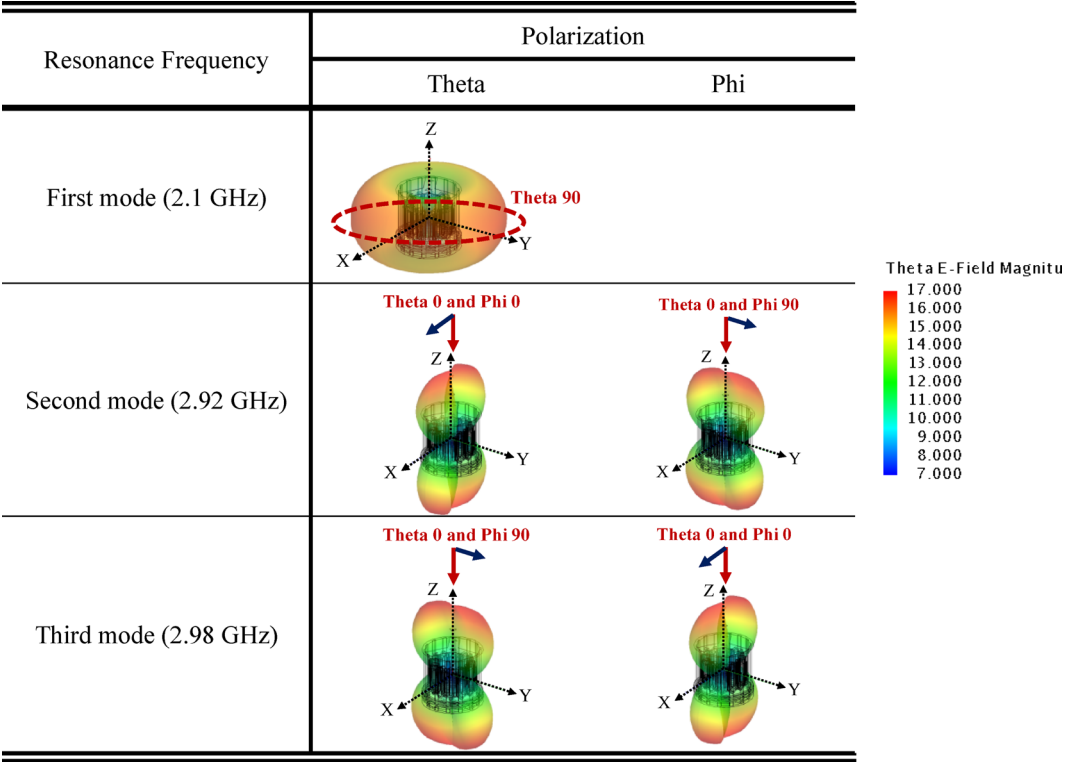 Resonance Frequency
Polarization
Theta
Phi
First mode (2.1 GHz)
Z
Theta 90
Y
X
Second mode (2.92 GHz)
Theta 0 and Phi 0
Z
Y
X
Theta 0 and Phi 90
Z
Y
X
Third mode (2.98 GHz)
Theta 0 and Phi 90
Z
Y
X
Theta 0 and Phi 0
Z
Y
X
Theta E-Field Magnitu
17.000
16.000
15.000
14.000
13.000
12.000
11.000
10.000
9.000
8.000
7.000